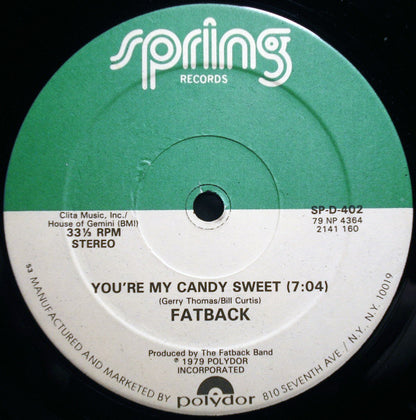 spring
RECORDS
Clita Music, Inc./
House of Gemini (BMI)
33⅓ RPM
STEREO
SP-D-402
79 NP 4364
2141 160
YOU'RE MY CANDY SWEET (7:04)
(Gerry Thomas/Bill Curtis)
FATBACK
Produced by The Fatback Band
℗ 1979 POLYDOR
INCORPORATED
53 MANUFACTURED AND MARKETED BY polydor 810 SEVENTH AVE / N.Y., N.Y. 10019